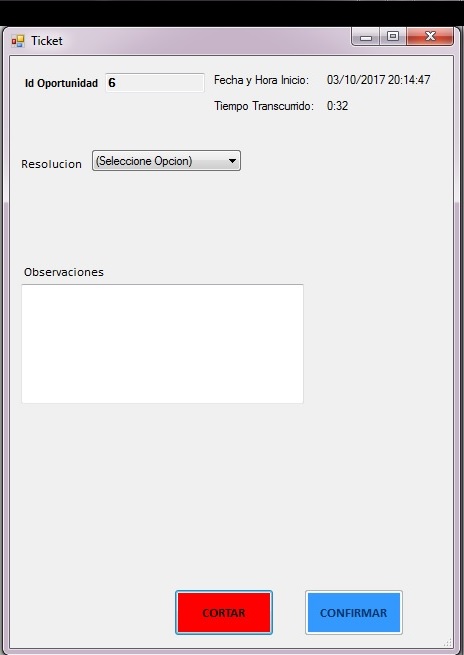 Ticket
Id Oportunidad 6
Fecha y Hora Inicio: 03/10/2017 20:14:47
Tiempo Transcurrido: 0:32
Resolucion (Seleccione Opcion)
Observaciones
CORTAR CONFIRMAR